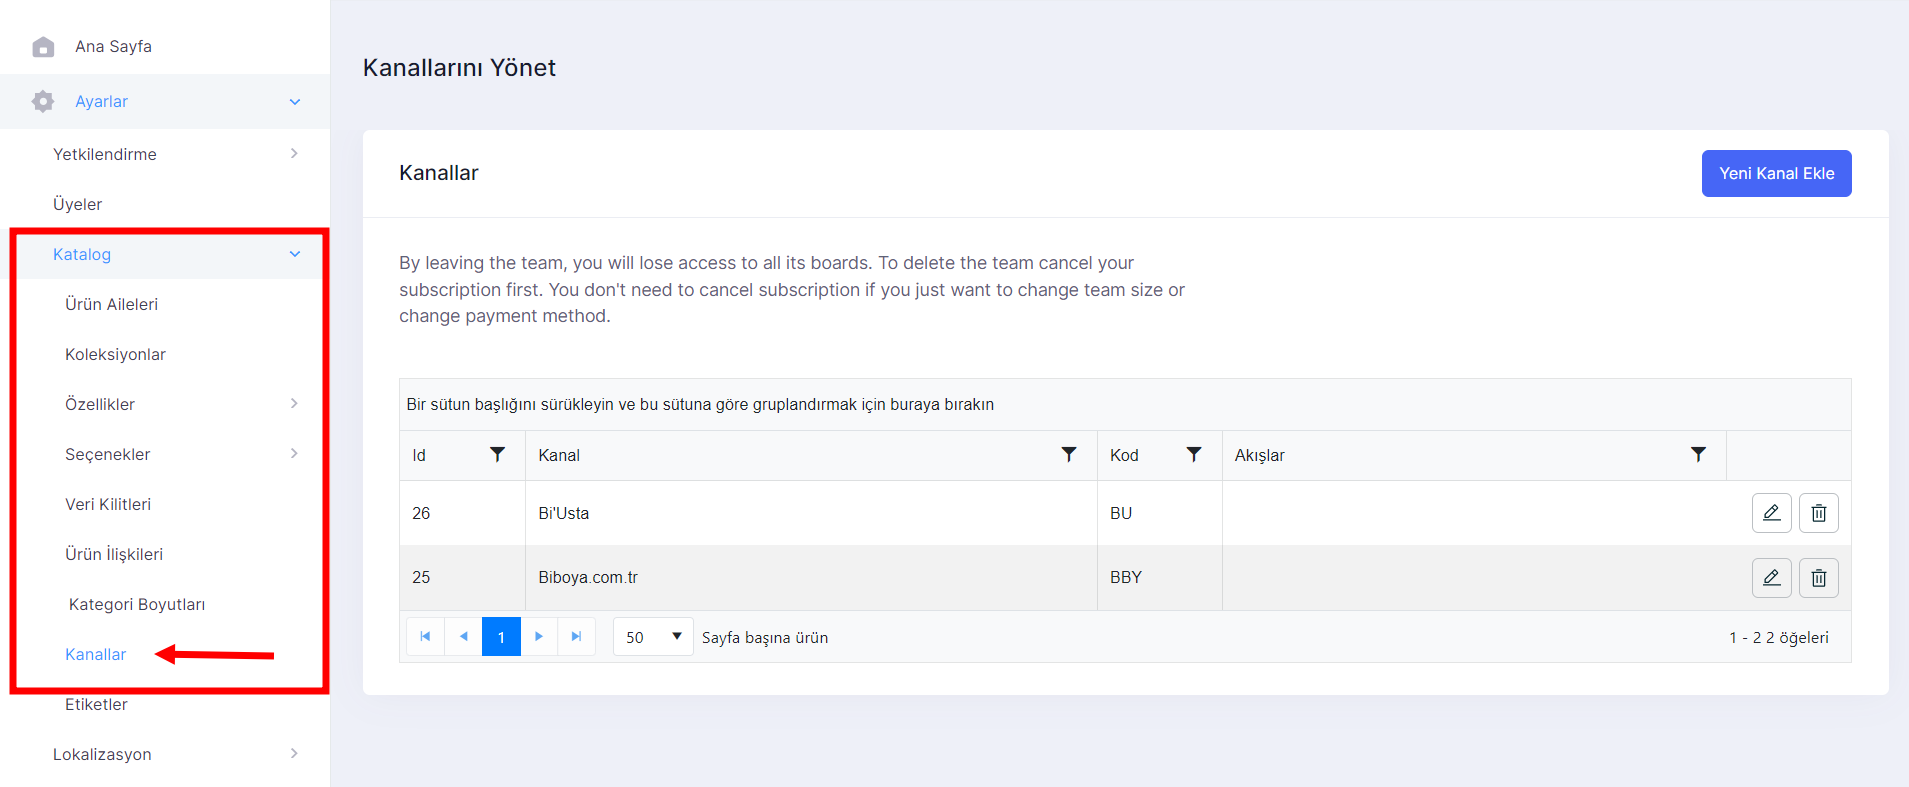 Ana Sayfa
Ayarlar
Yetkilendirme
Üyeler
Katalog
Ürün Aileleri
Koleksiyonlar
Özellikler
Seçenekler
Veri Kilitleri
Ürün İlişkileri
Kategori Boyutları
Kanallar
Etiketler
Lokalizasyon
Kanallarını Yönet
Kanallar
Yeni Kanal Ekle
By leaving the team, you will lose access to all its boards. To delete the team cancel your
subscription first. You don't need to cancel subscription if you just want to change team size or
change payment method.
Bir sütun başlığını sürükleyin ve bu sütuna göre gruplandırmak için buraya bırakın
Id Kanal Kod Akışlar
26 Bi'Usta BU
25 Biboya.com.tr BBY
1 50 Sayfa başına ürün 1 - 2 2 öğeleri